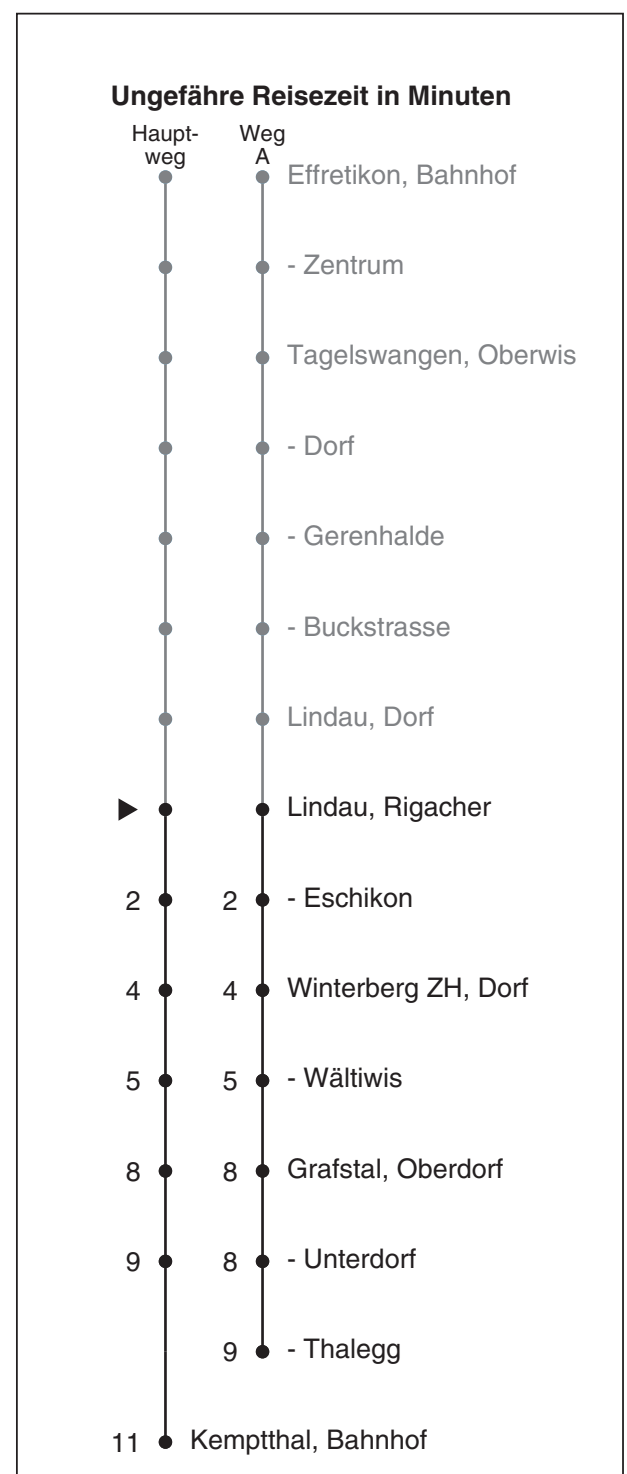 Ungefähre Reisezeit in Minuten
Haupt- Weg
weg A
Effretikon, Bahnhof
- Zentrum
Tagelswangen, Oberwis
- Dorf
- Gerenhalde
- Buckstrasse
Lindau, Dorf
Lindau, Rigacher
2 2 - Eschikon
4 4 Winterberg ZH, Dorf
5 5 - Wältiwis
8 8 Grafstal, Oberdorf
9 8 - Unterdorf
9 - Thalegg
11 Kemptthal, Bahnhof